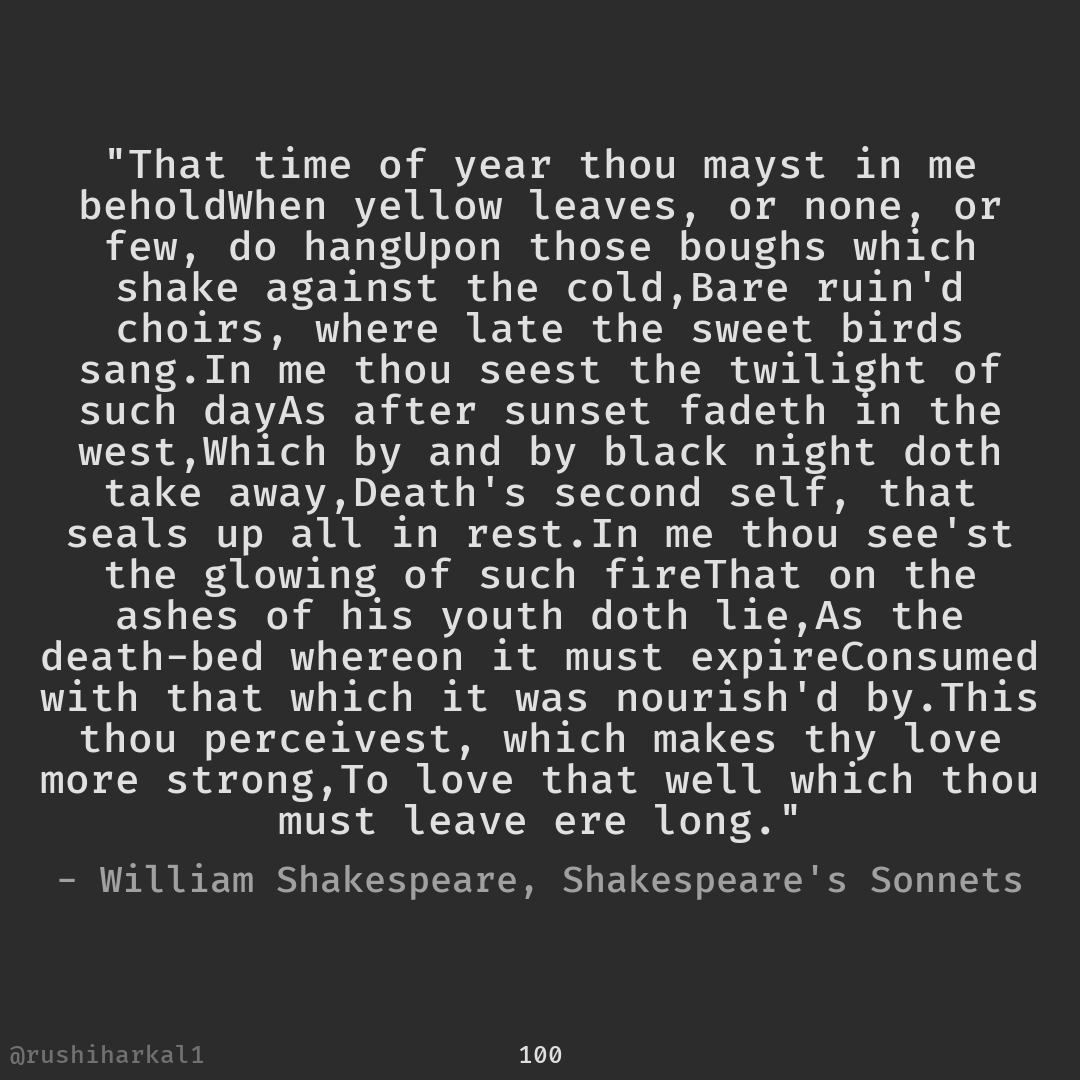 "That time of year thou mayst in me
beholdWhen yellow leaves, or none, or
few, do hangUpon those boughs which
shake against the cold,Bare ruin'd
choirs, where late the sweet birds
sang.In me thou seest the twilight of
such dayAs after sunset fadeth in the
west,Which by and by black night doth
take away,Death's second self, that
seals up all in rest.In me thou see'st
the glowing of such fireThat on the
ashes of his youth doth lie,As the
death-bed whereon it must expireConsumed
with that which it was nourish'd by.This
thou perceivest, which makes thy love
more strong,To love that well which thou
must leave ere long."
- William Shakespeare, Shakespeare's Sonnets
@rushiharkal1
100